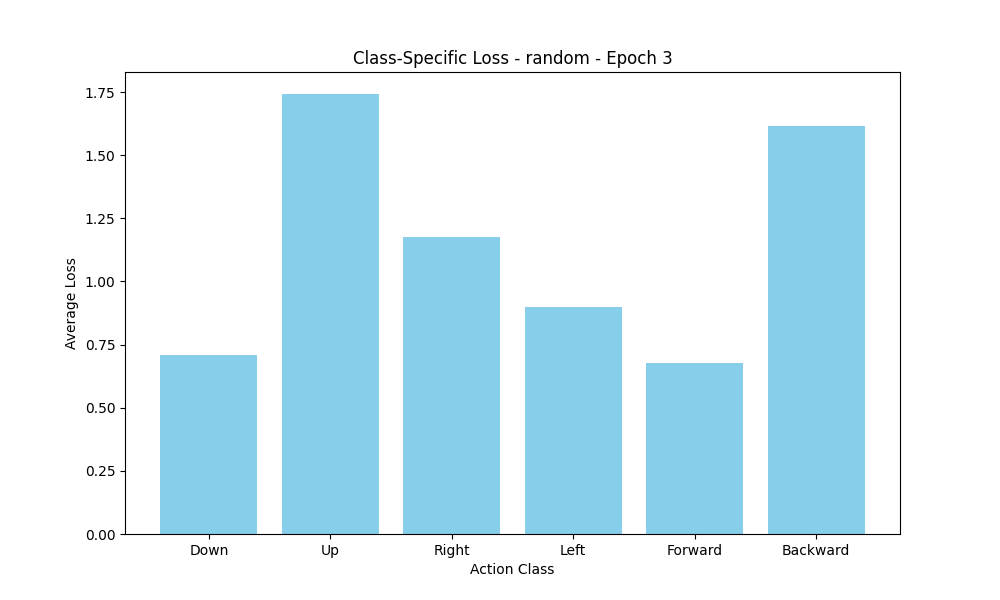 Class-Specific Loss - random - Epoch 3
Average Loss
1.75
1.50
1.25
1.00
0.75
0.50
0.25
0.00
Down Up Right Left Forward Backward
Action Class